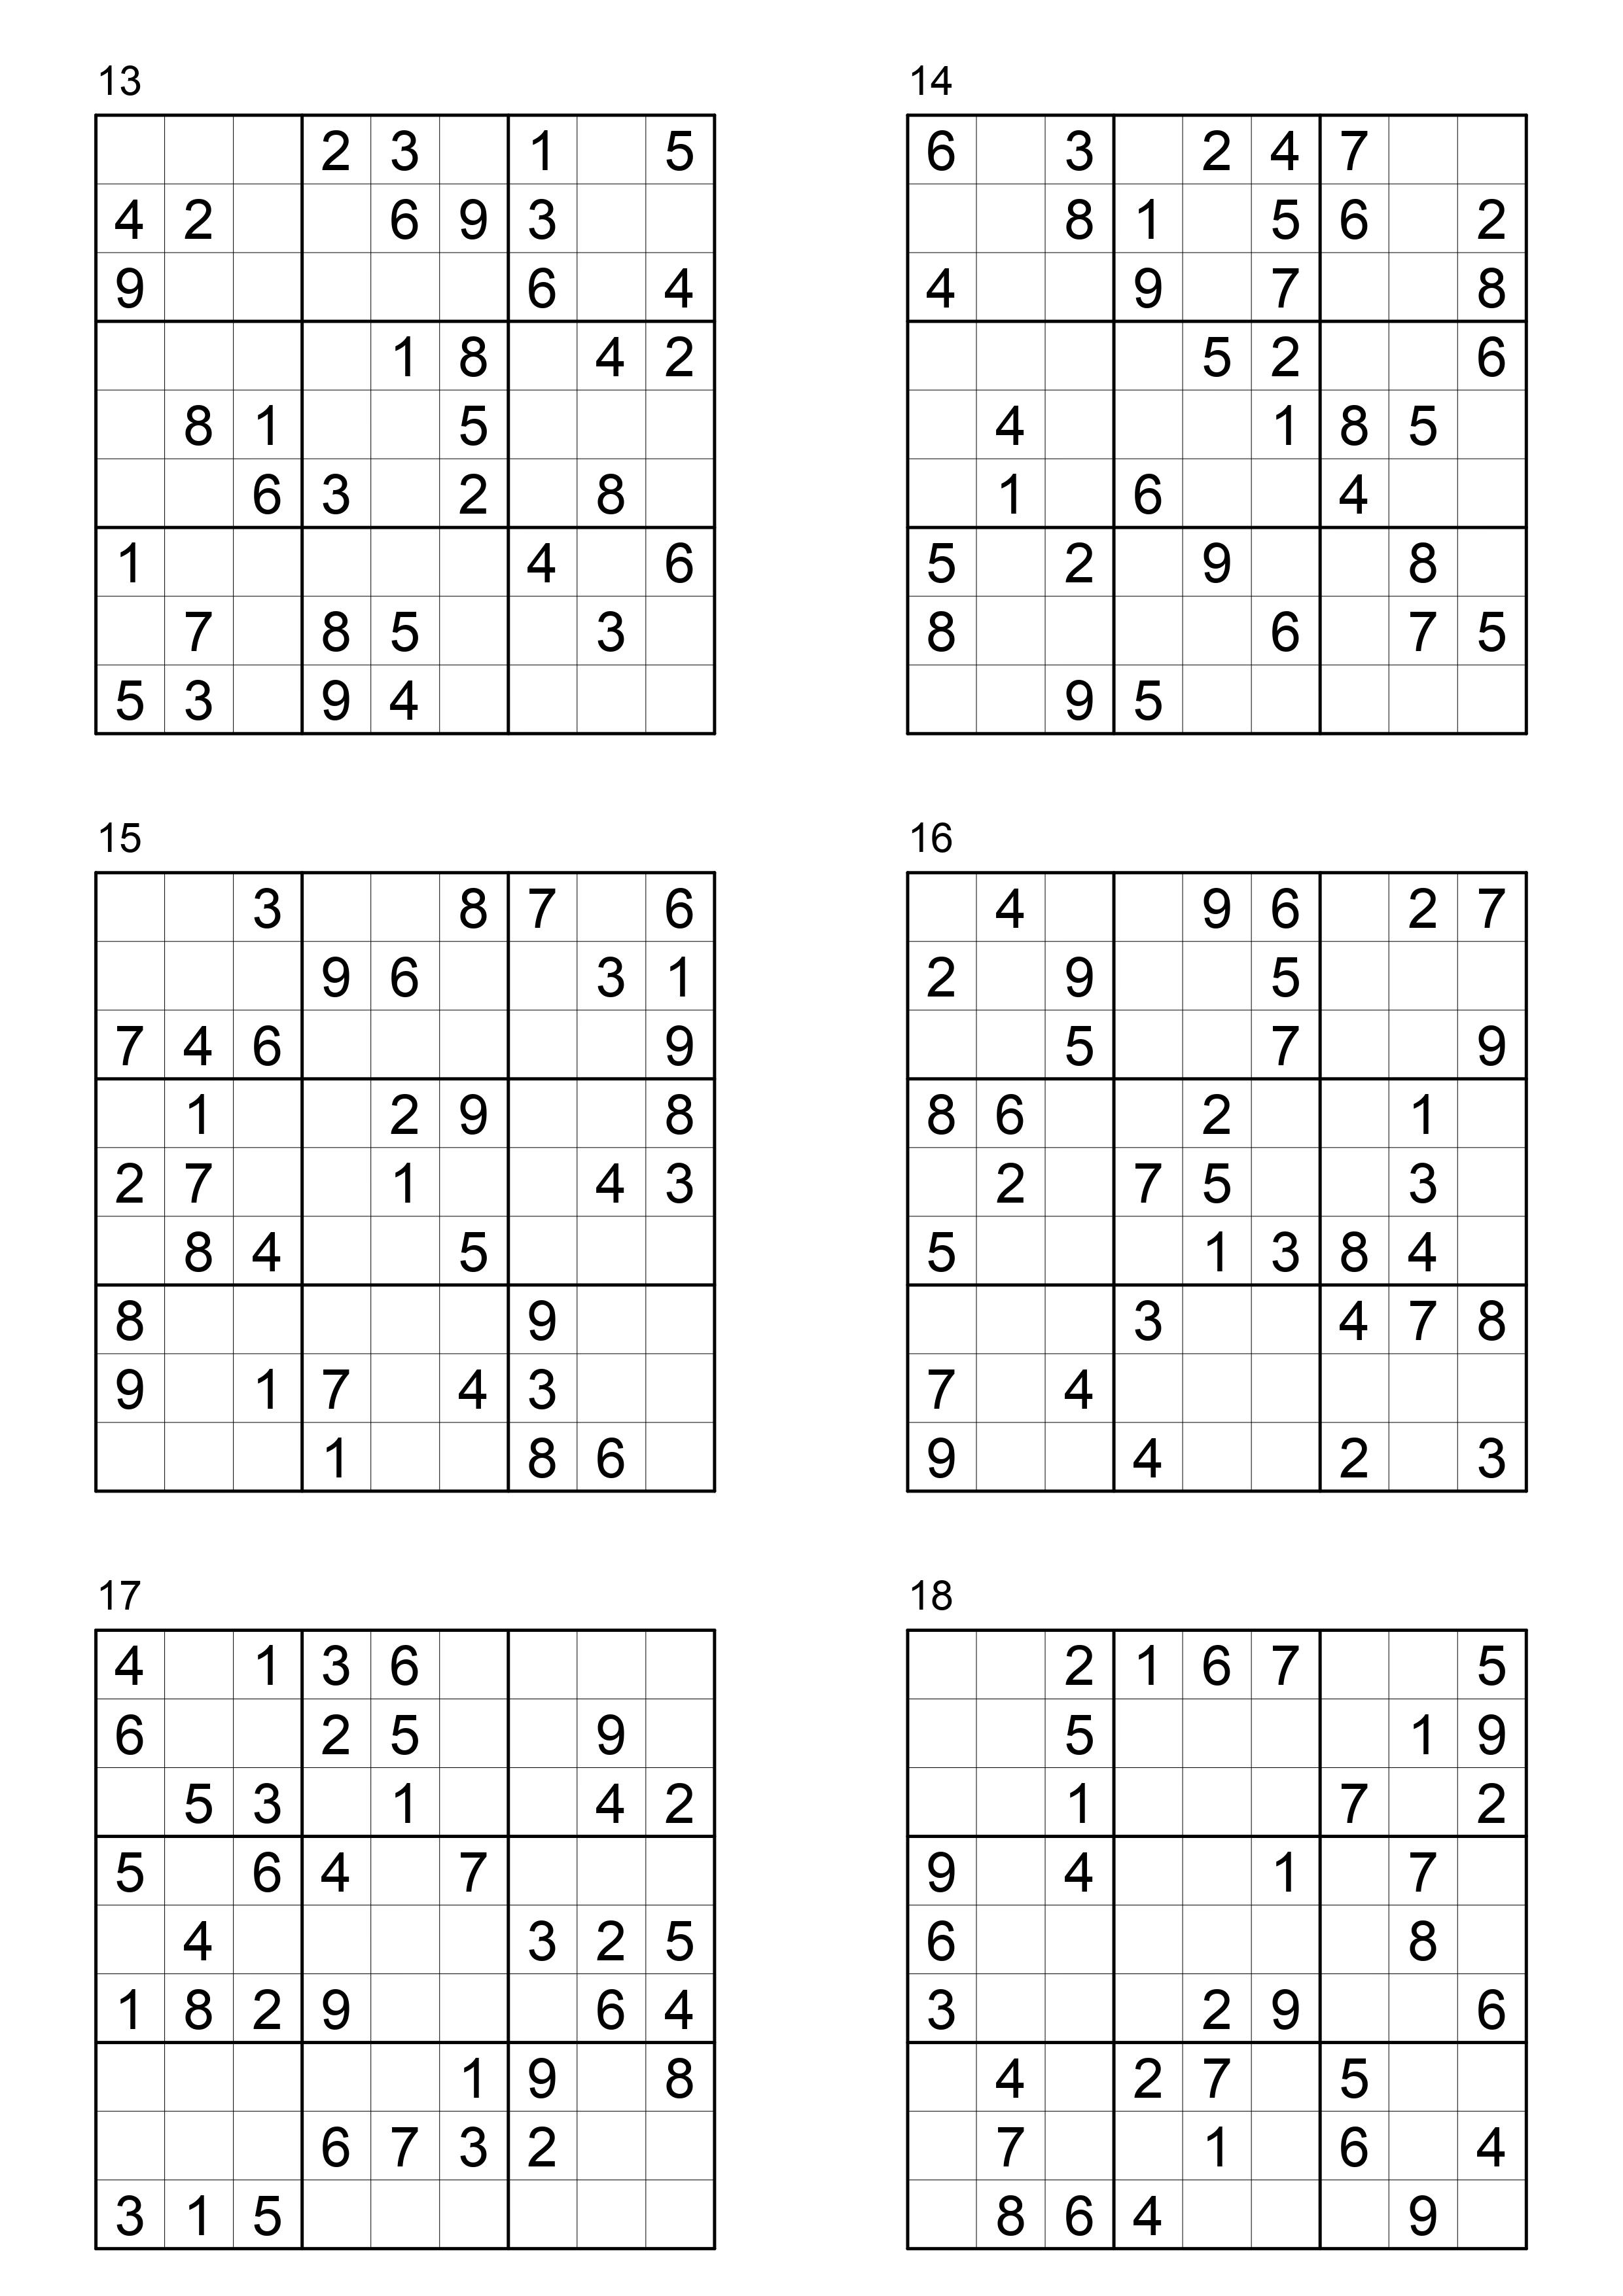 13
2 3 1 5
4 2 6 9 3
9 6 4
1 8 4 2
8 1 5
6 3 2 8
1 4 6
7 8 5 3
5 3 9 4
14
6 3 2 4 7
8 1 5 6 2
4 9 7 8
5 2 6
4 1 8 5
1 6 4
5 2 9 8
8 6 7 5
9 5
15
3 8 7 6
9 6 3 1
7 4 6 9
1 2 9 8
2 7 1 4 3
8 4 5
8 9
9 1 7 4 3
1 8 6
16
4 9 6 2 7
2 9 5
5 7 9
8 6 2 1
2 7 5 3
5 1 3 8 4
3 4 7 8
7 4
9 4 2 3
17
4 1 3 6
6 2 5 9
5 3 1 4 2
5 6 4 7
4 3 2 5
1 8 2 9 6 4
1 9 8
6 7 3 2
3 1 5
18
2 1 6 7 5
5 1 9
1 7 2
9 4 1 7
6 8
3 2 9 6
4 2 7 5
7 1 6 4
8 6 4 9